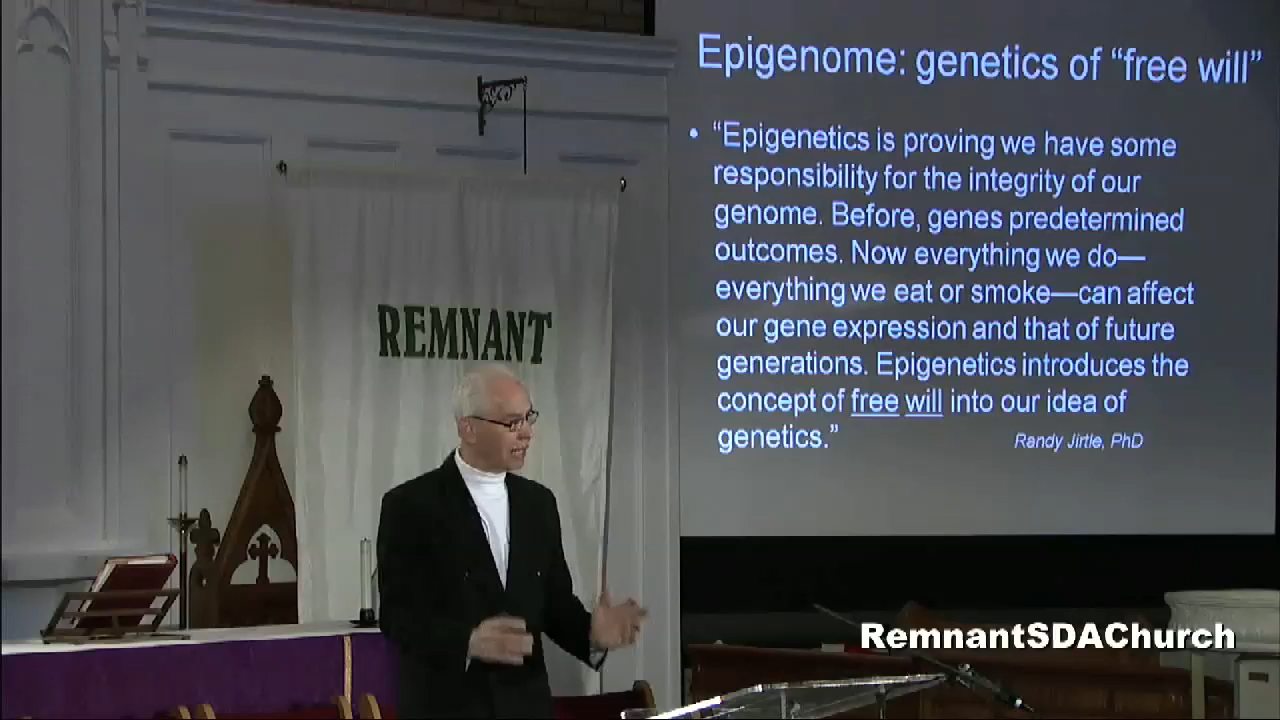 Epigenome: genetics of “free will”
• “Epigenetics is proving we have some
responsibility for the integrity of our
genome. Before, genes predetermined
outcomes. Now everything we do—
everything we eat or smoke—can affect
our gene expression and that of future
generations. Epigenetics introduces the
concept of free will into our idea of
genetics.”
Randy Jirtle, PhD
REMNANT
RemnantSDAChurch